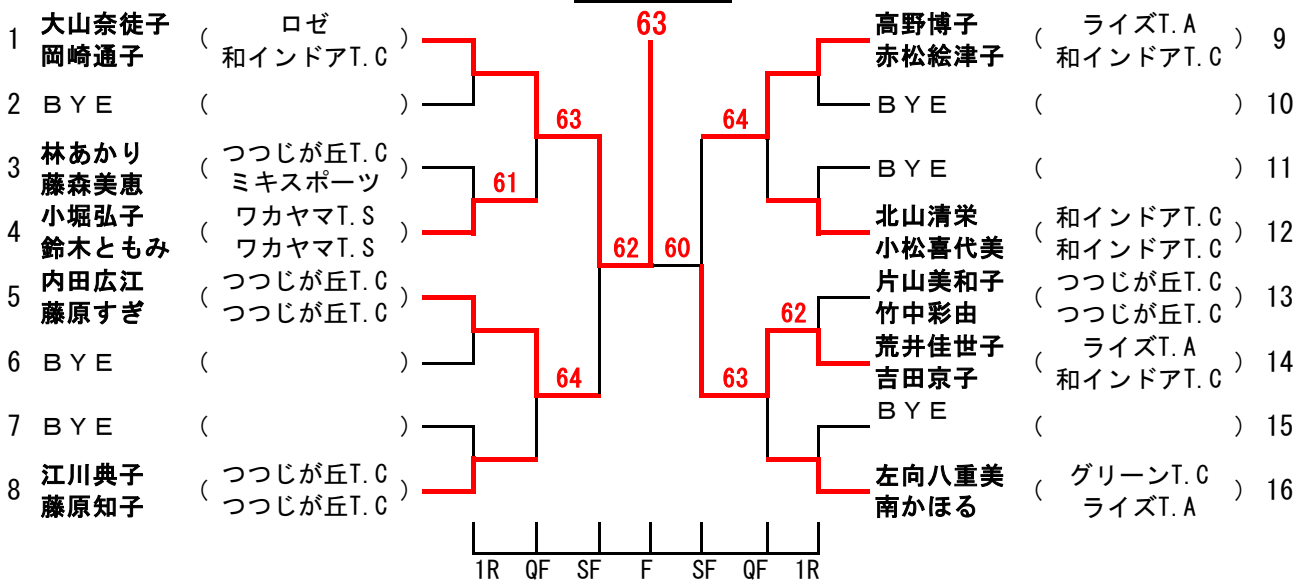 63
1 大山奈徒子 ( ロゼ )
岡崎通子 和インドアT.C
2 ＢＹＥ ( )
63
3 林あかり ( つつじが丘T.C )
藤森美恵 ミキスポーツ
61
4 小堀弘子 ( ワカヤマT.S )
鈴木ともみ ワカヤマT.S
62
5 内田広江 ( つつじが丘T.C )
藤原すぎ つつじが丘T.C
6 ＢＹＥ ( )
64
7 ＢＹＥ ( )
8 江川典子 ( つつじが丘T.C )
藤原知子 つつじが丘T.C
高野博子 ( ライズT.A ) 9
赤松絵津子 和インドアT.C
64
ＢＹＥ ( ) 10
ＢＹＥ ( ) 11
北山清栄 ( 和インドアT.C ) 12
小松喜代美 和インドアT.C
60
片山美和子 ( つつじが丘T.C ) 13
竹中彩由 つつじが丘T.C
62
荒井佳世子 ( ライズT.A ) 14
吉田京子 和インドアT.C
63
ＢＹＥ ( ) 15
左向八重美 ( グリーンT.C ) 16
南かほる ライズT.A
1R QF SF F SF QF 1R